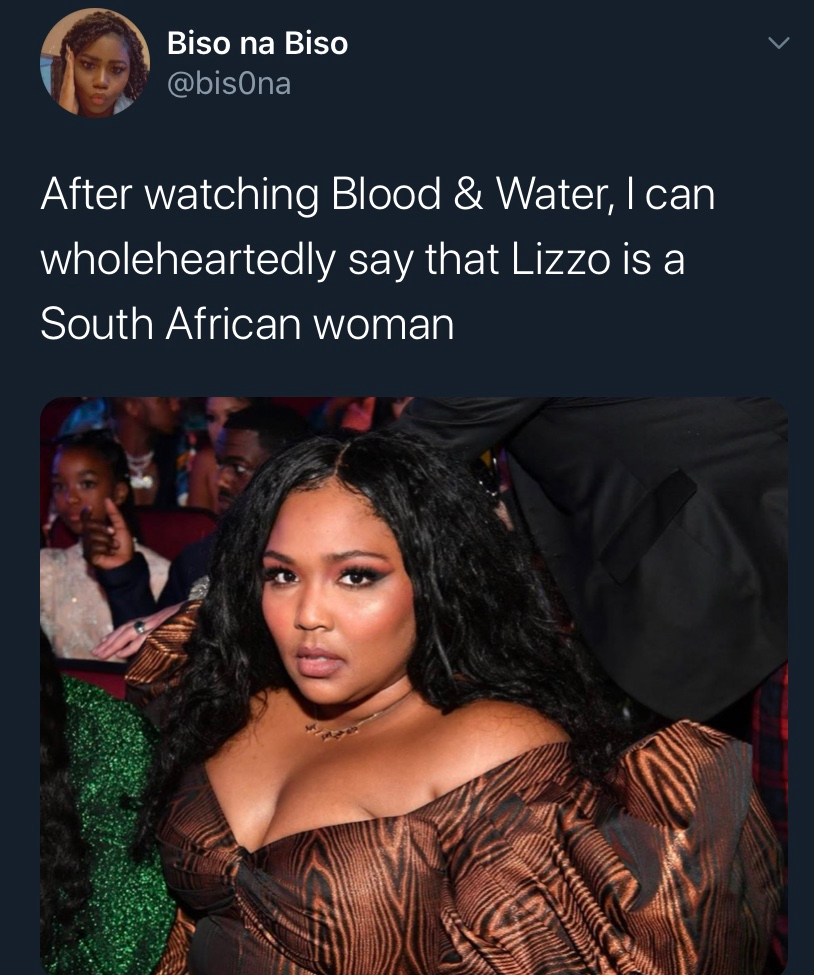 Biso na Biso
@bis0na
After watching Blood & Water, I can
wholeheartedly say that Lizzo is a
South African woman